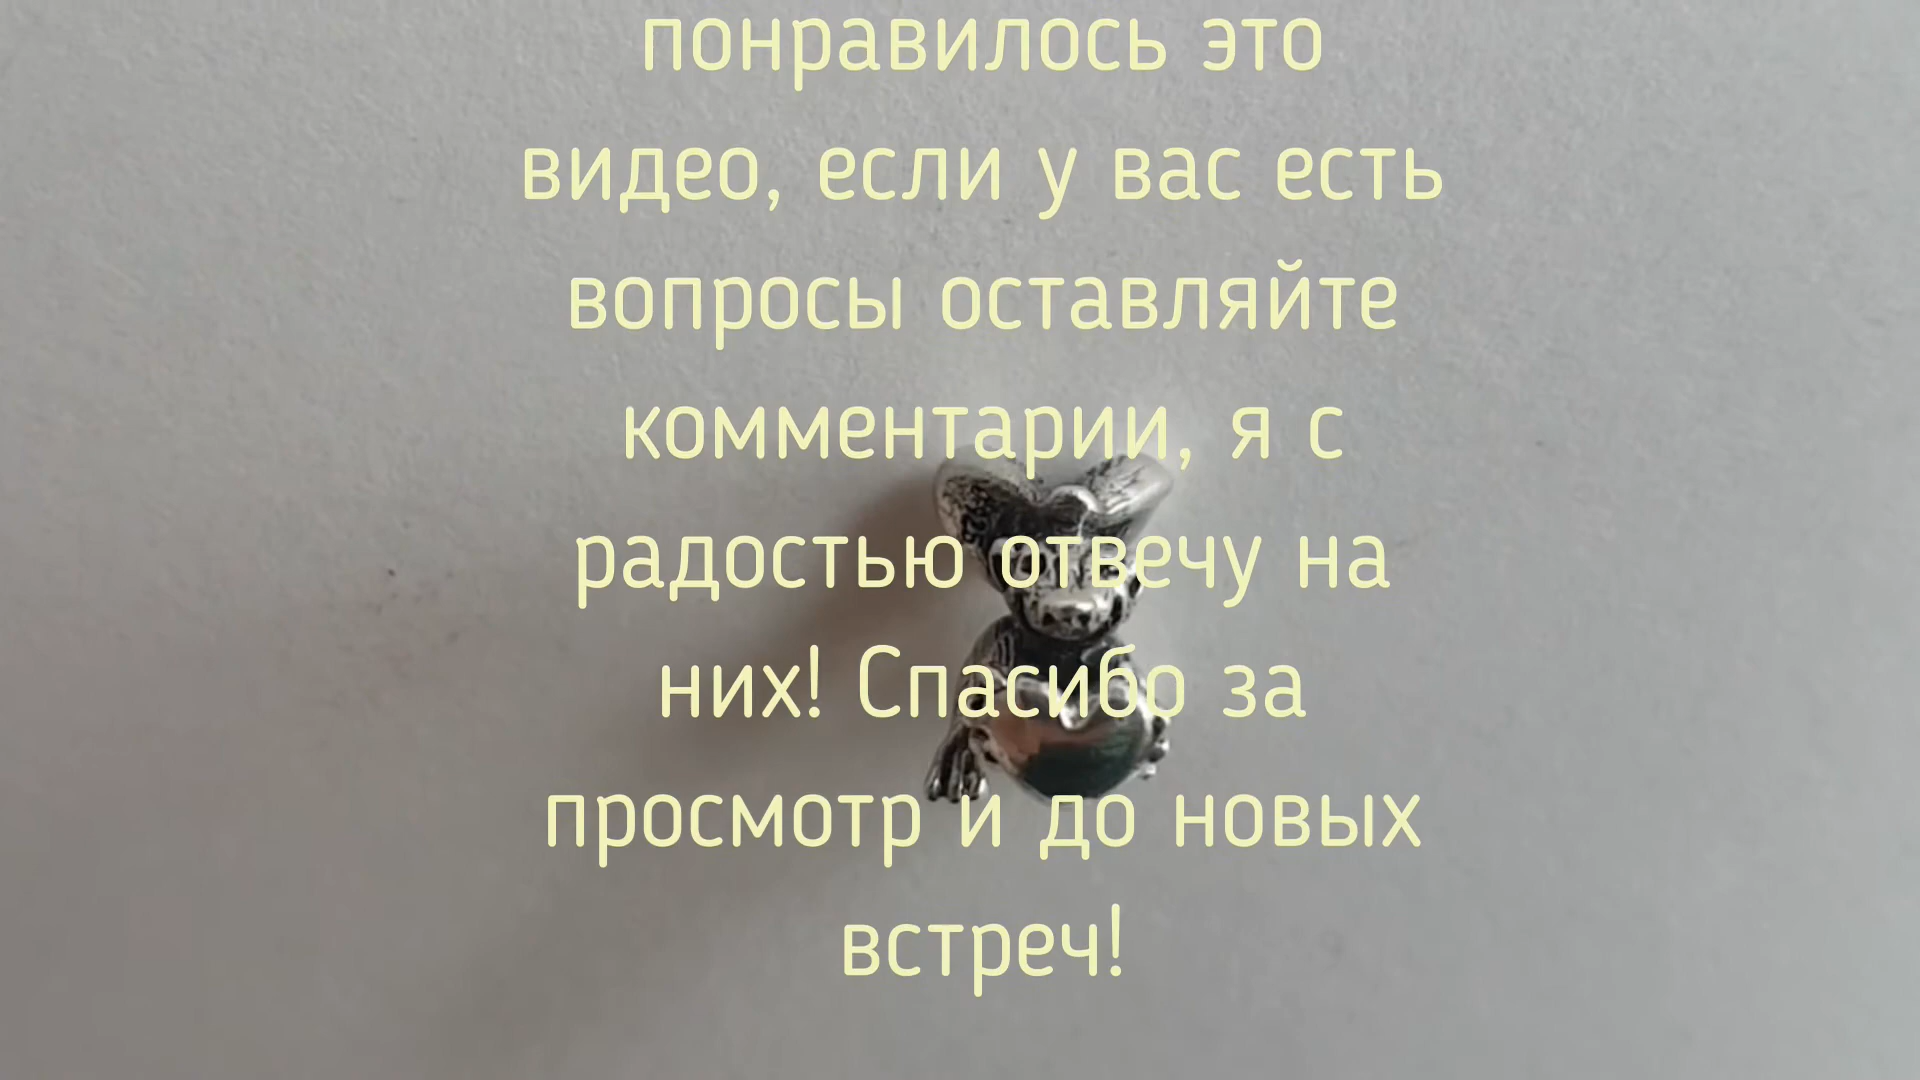 понравилось это
видео, если у вас есть
вопросы оставляйте
комментарии, я с
радостью отвечу на
них! Спасибо за
просмотр и до новых
встреч!